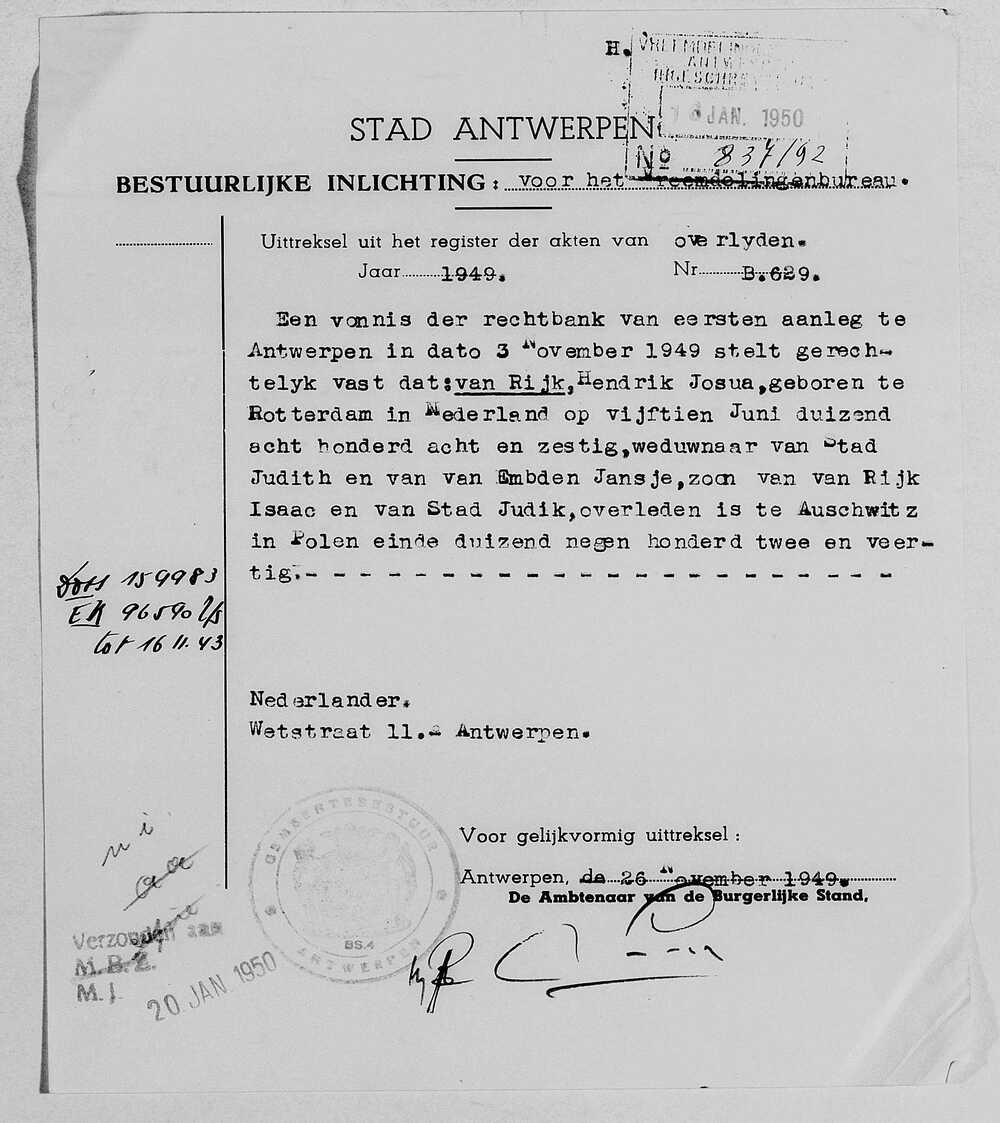 H.
VREEMDELING
ANTWERPEN
INGESCHR
JAN. 1950
No 837/92
STAD ANTWERPEN
BESTUURLIJKE INLICHTING: voor het Vreemdelingenbureau.
Uittreksel uit het register der akten van overlyden.
Jaar 1949. Nr B.629.
Een vonnis der rechtbank van eersten aanleg te
Antwerpen in dato 3 November 1949 stelt gerech-
telyk vast dat:van Rijk,Hendrik Josua,geboren te
Rotterdam in Nederland op vijftien Juni duizend
acht honderd acht en zestig,weduwnaar van Stad
Judith en van van Embden Jansje,zoon van van Rijk
Isaac en van Stad Judik,overleden is te Auschwitz
in Polen einde duizend negen honderd twee en veer-
tig.- - - - - - - - - - - - - - - - - - - - -
Doss 159983
EK 96590
tot 16 11.43
Nederlander.
Wetstraat 11.- Antwerpen.
GEMEENTEBESTUUR
BS.4
ANTWERPEN
Voor gelijkvormig uittreksel :
Antwerpen, de 26 November 1949.
De Ambtenaar van de Burgerlijke Stand,
n i
Verzonden aan
M.B.Z.
M.J.
20 JAN 1950